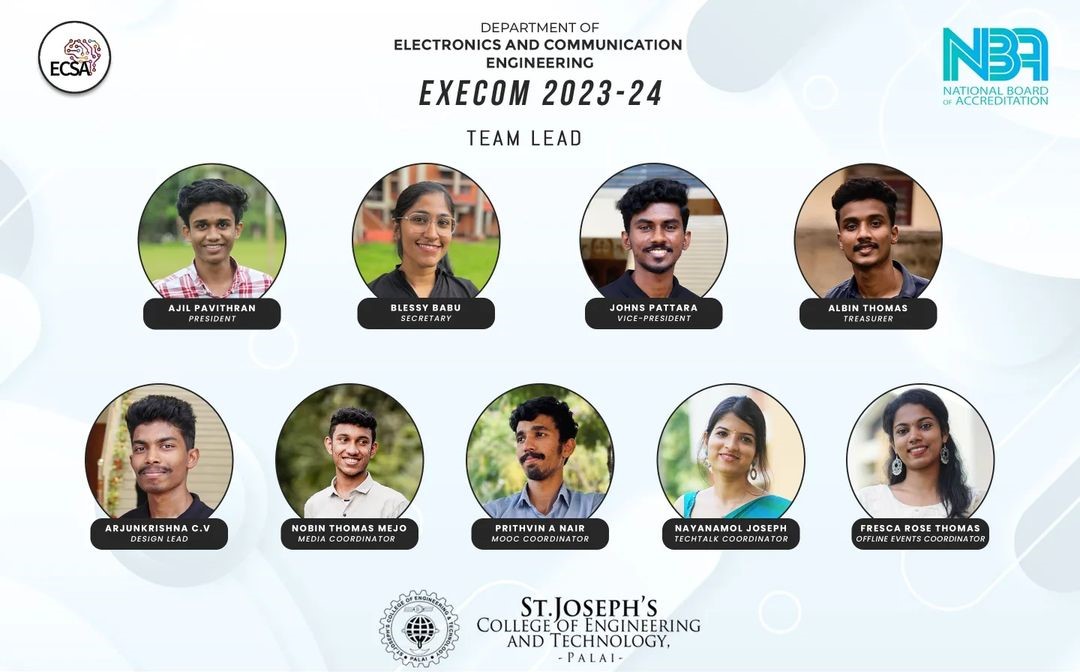 ECSA
DEPARTMENT OF
ELECTRONICS AND COMMUNICATION
ENGINEERING
EXECOM 2023-24
NBA
NATIONAL BOARD
OF ACCREDITATION
TEAM LEAD
AJIL PAVITHRAN
PRESIDENT
BLESSY BABU
SECRETARY
JOHNS PATTARA
VICE-PRESIDENT
ALBIN THOMAS
TREASURER
ARJUNKRISHNA C.V
DESIGN LEAD
NOBIN THOMAS MEJO
MEDIA COORDINATOR
PRITHVIN A NAIR
MOOC COORDINATOR
NAYANAMOL JOSEPH
TECHTALK COORDINATOR
FRESCA ROSE THOMAS
OFFLINE EVENTS COORDINATOR
ST.JOSEPH'S COLLEGE OF ENGINEERING & TECHNOLOGY
PALAI
ST.JOSEPH'S
COLLEGE OF ENGINEERING
AND TECHNOLOGY,
-PALAI-